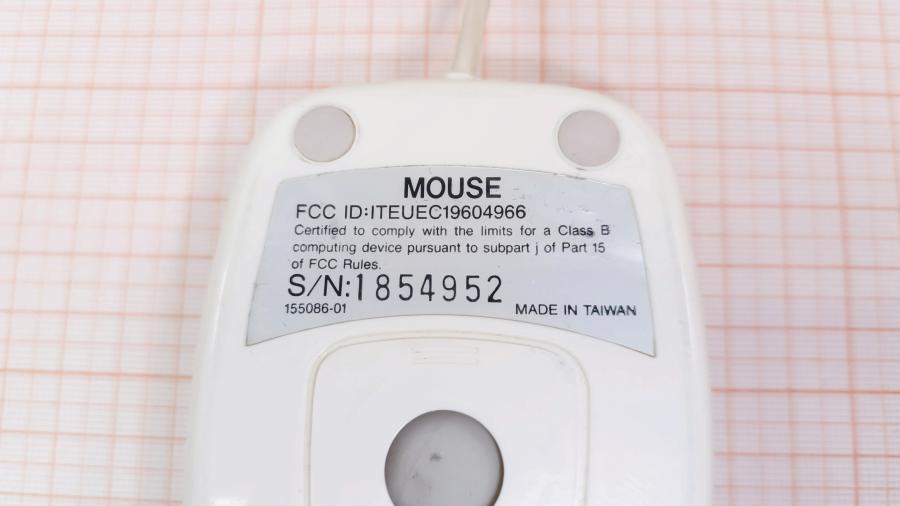 MOUSE
FCC ID:ITEUEC19604966
Certified to comply with the limits for a Class B
computing device pursuant to subpart j of Part 15
of FCC Rules.
S/N:1854952
155086-01 MADE IN TAIWAN